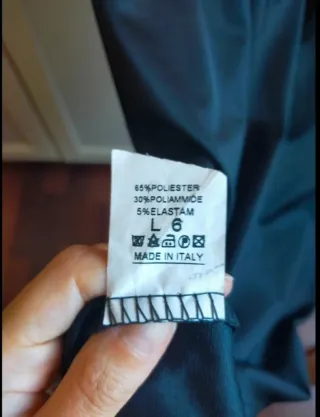 65%POLIESTER
30%POLIAMMIDE
5%ELASTAM
L 6
MADE IN ITALY